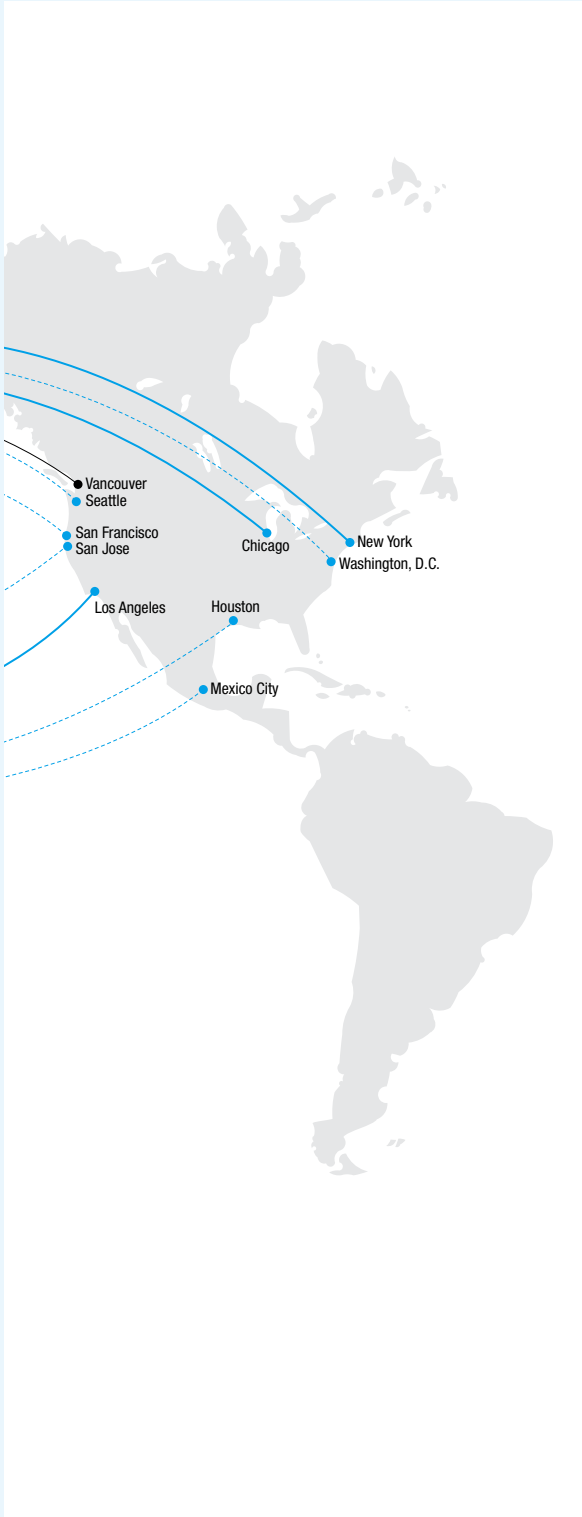 Vancouver
Seattle
San Francisco
San Jose
Chicago
New York
Washington, D.C.
Los Angeles
Houston
Mexico City